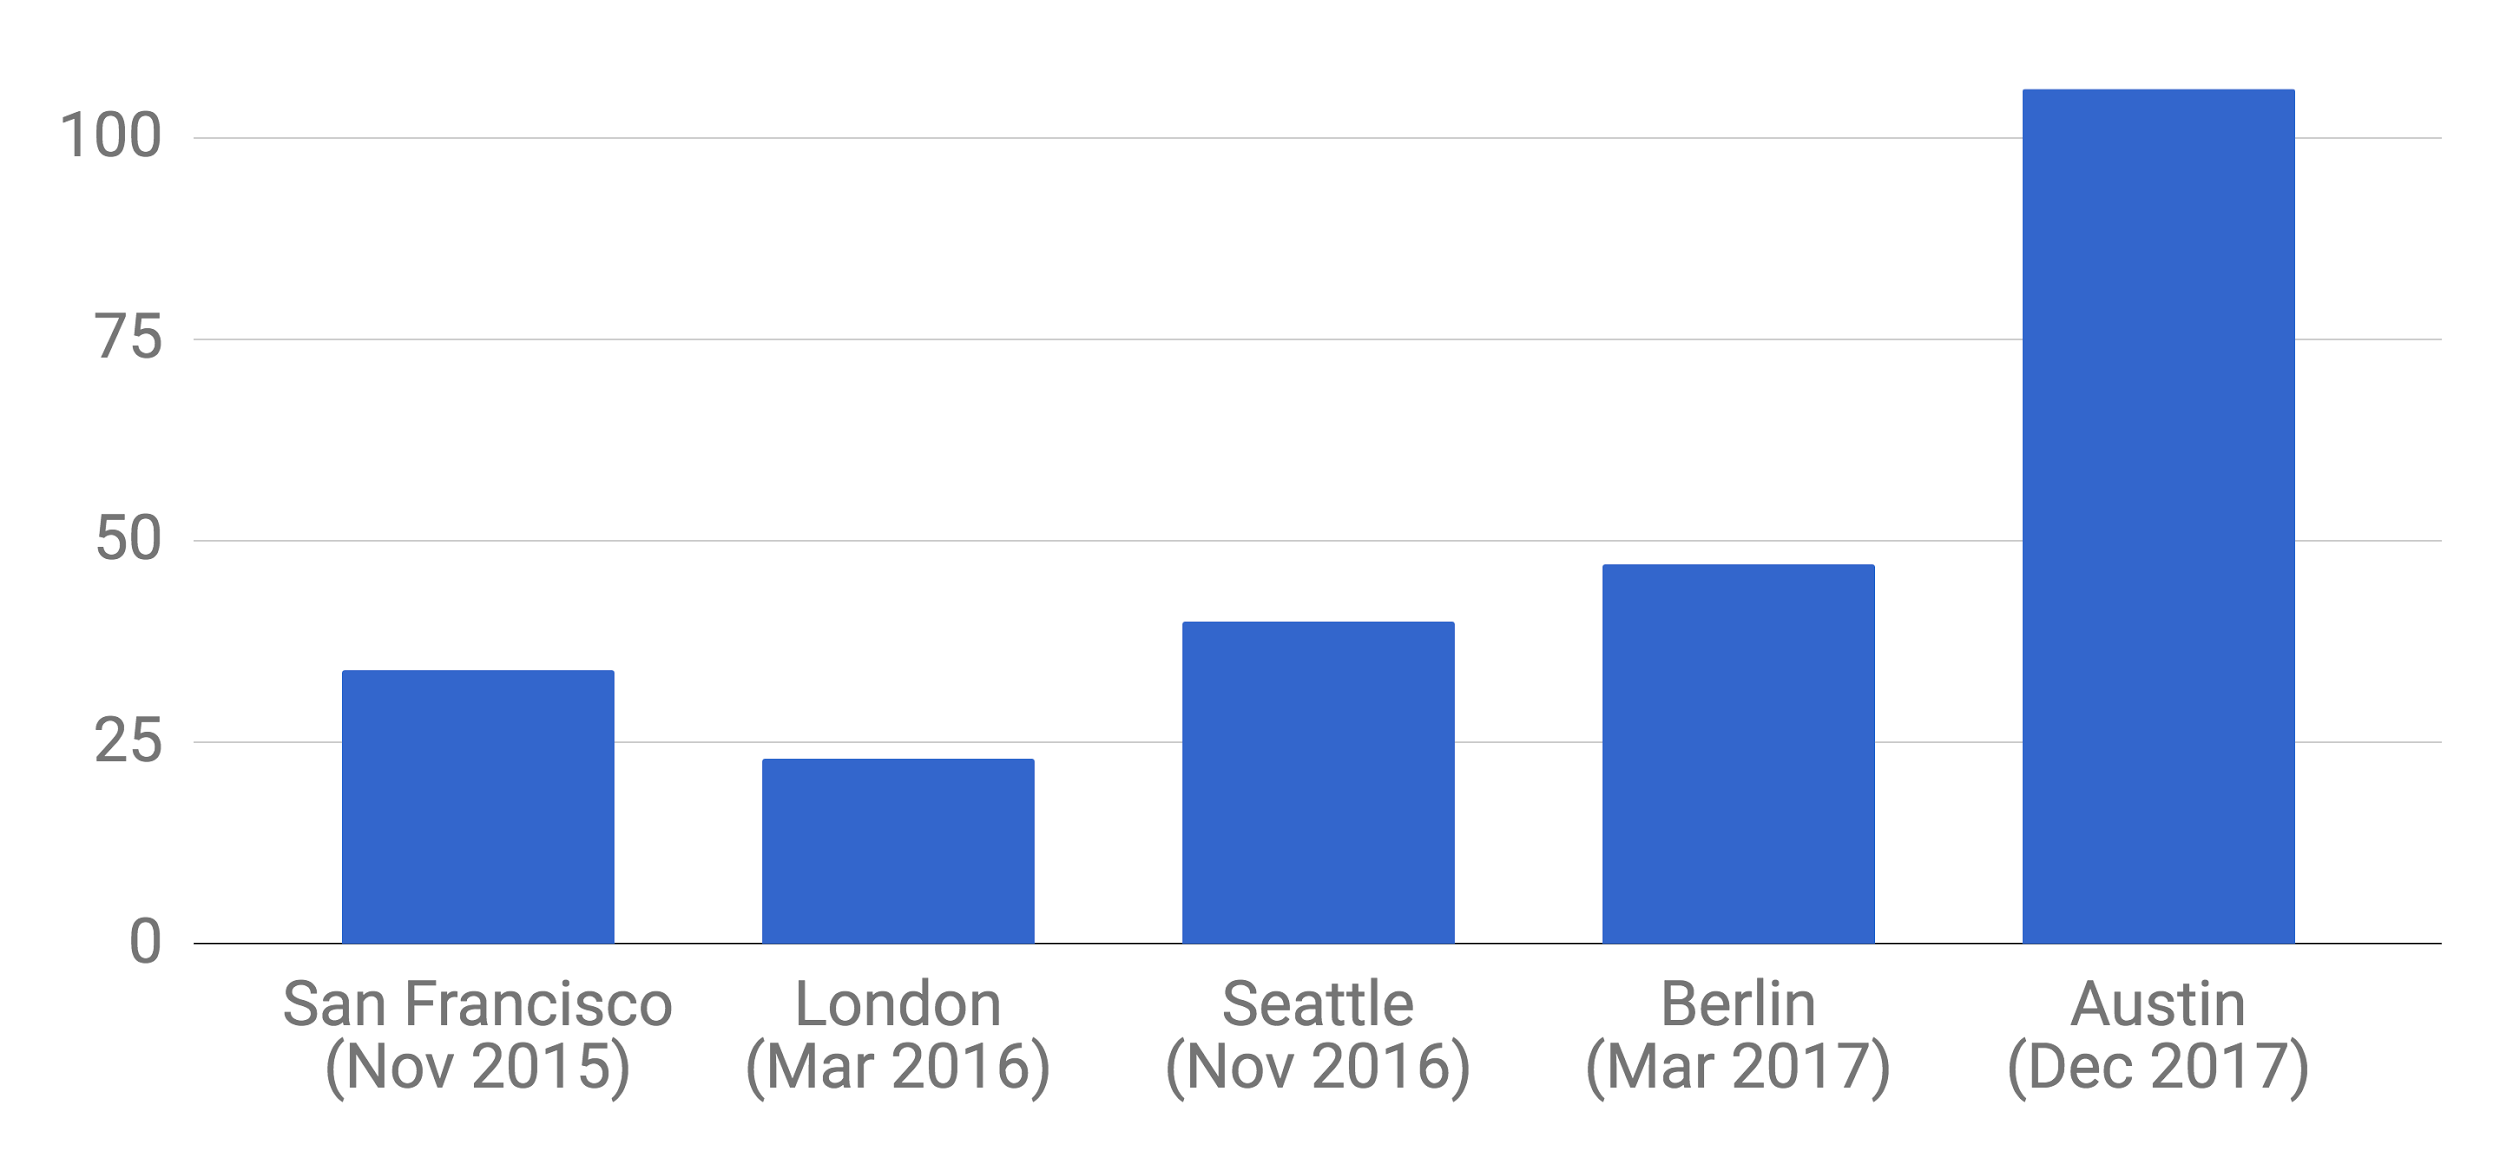 100
75
50
25
0
San Francisco
(Nov 2015)
London
(Mar 2016)
Seattle
(Nov 2016)
Berlin
(Mar 2017)
Austin
(Dec 2017)